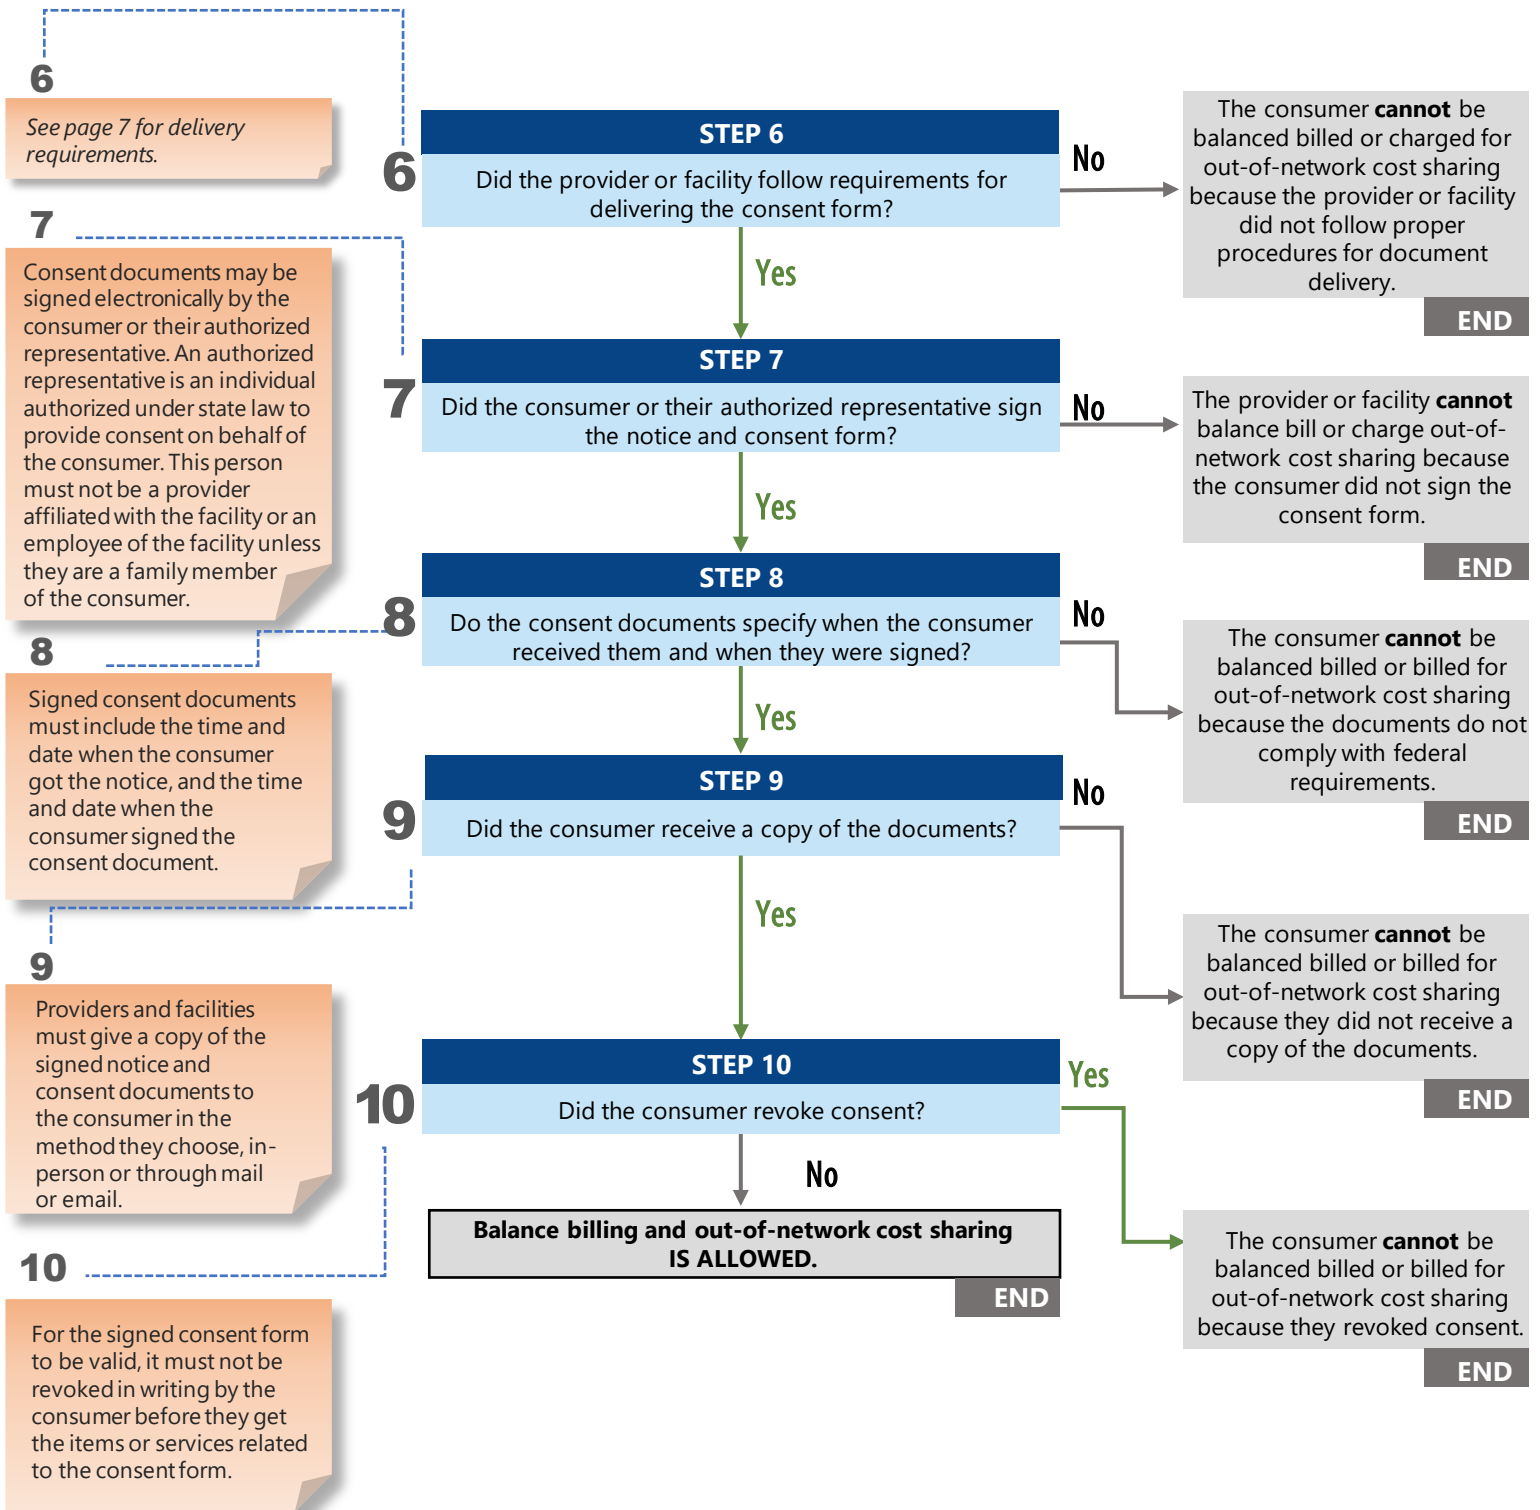 6
See page 7 for delivery
requirements.
6
STEP 6
Did the provider or facility follow requirements for
delivering the consent form?
No
The consumer cannot be
balanced billed or charged for
out-of-network cost sharing
because the provider or facility
did not follow proper
procedures for document
delivery.
END
Yes
7
Consent documents may be
signed electronically by the
consumer or their authorized
representative. An authorized
representative is an individual
authorized under state law to
provide consent on behalf of
the consumer. This person
must not be a provider
affiliated with the facility or an
employee of the facility unless
they are a family member
of the consumer.
7
STEP 7
Did the consumer or their authorized representative sign
the notice and consent form?
No
The provider or facility cannot
balance bill or charge out-of-
network cost sharing because
the consumer did not sign the
consent form.
END
Yes
8
Signed consent documents
must include the time and
date when the consumer
got the notice, and the time
and date when the
consumer signed the
consent document.
8
STEP 8
Do the consent documents specify when the consumer
received them and when they were signed?
No
The consumer cannot be
balanced billed or billed for
out-of-network cost sharing
because the documents do not
comply with federal
requirements.
END
Yes
9
Providers and facilities
must give a copy of the
signed notice and
consent documents to
the consumer in the
method they choose, in-
person or through mail
or email.
9
STEP 9
Did the consumer receive a copy of the documents?
No
The consumer cannot be
balanced billed or billed for
out-of-network cost sharing
because they did not receive a
copy of the documents.
END
Yes
10
For the signed consent form
to be valid, it must not be
revoked in writing by the
consumer before they get
the items or services related
to the consent form.
10
STEP 10
Did the consumer revoke consent?
Yes
The consumer cannot be
balanced billed or billed for
out-of-network cost sharing
because they revoked consent.
END
No
Balance billing and out-of-network cost sharing
IS ALLOWED.
END